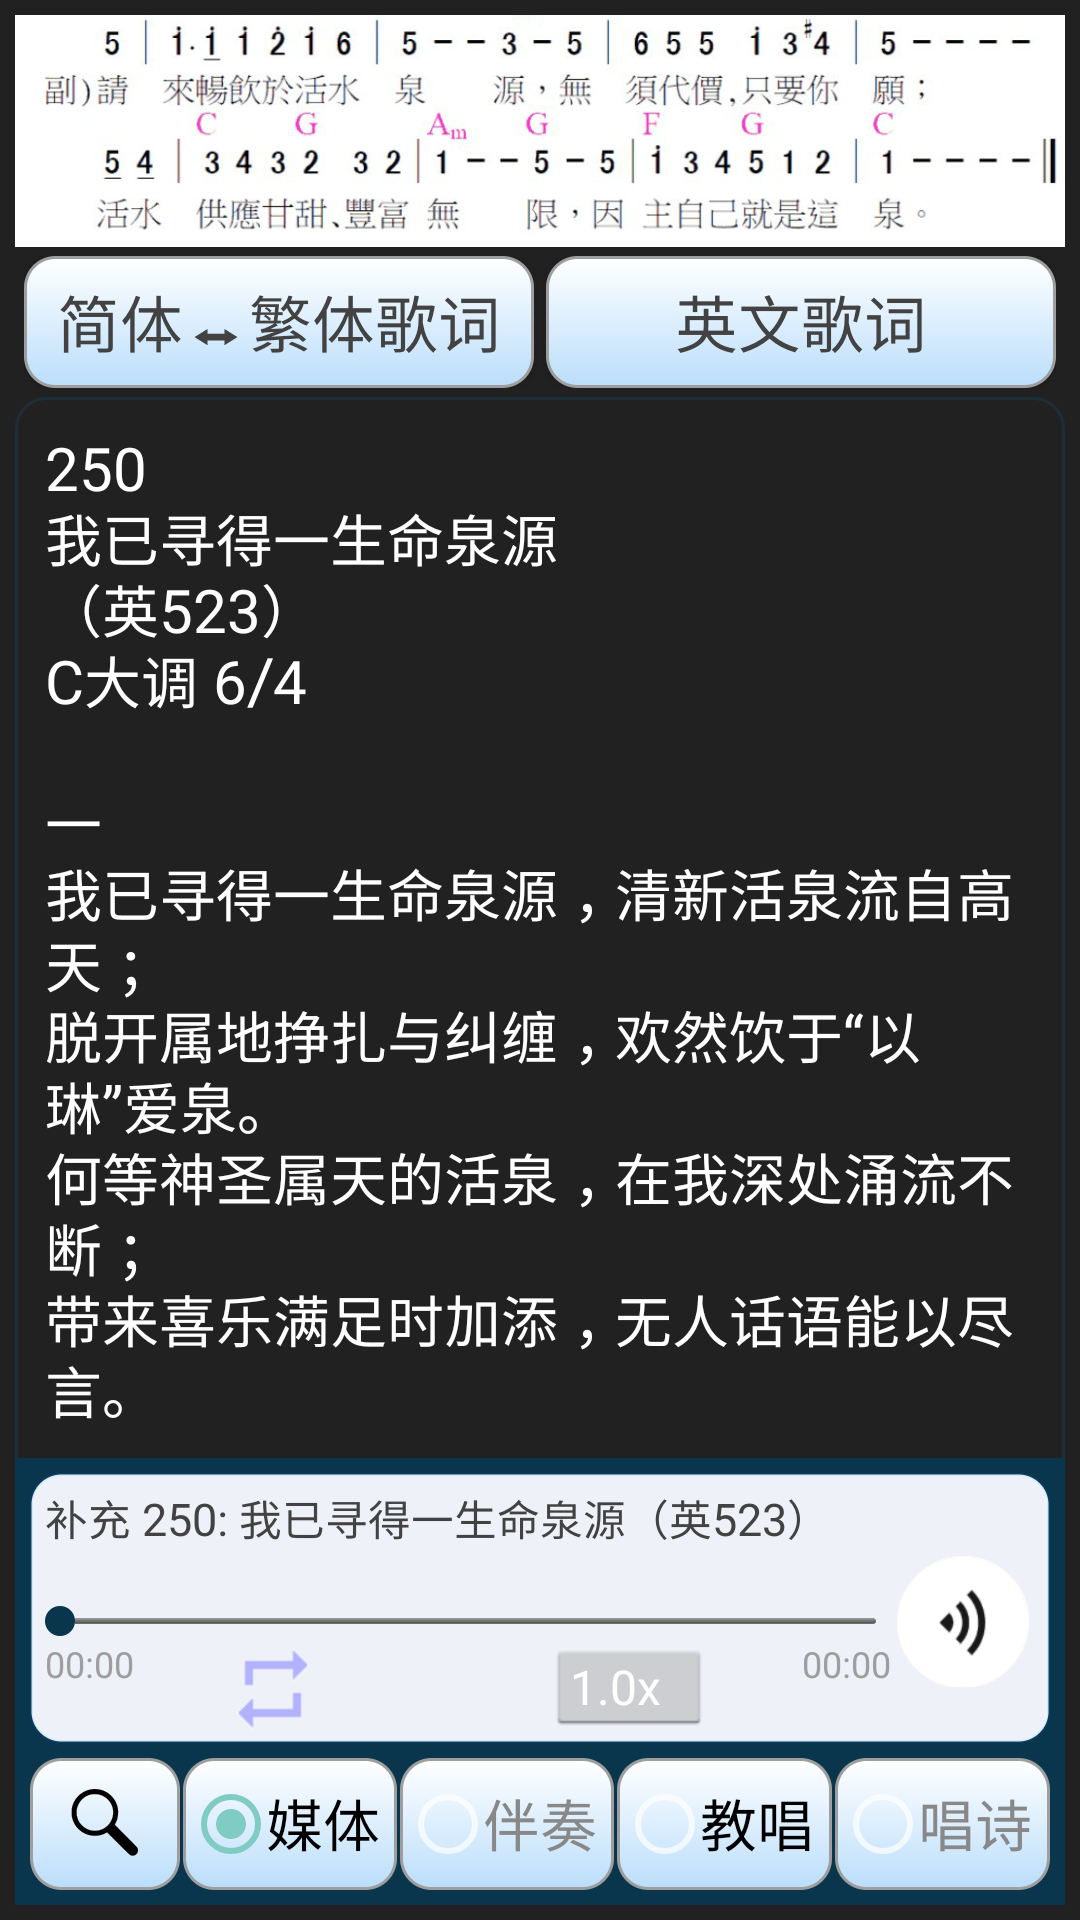 5 | i. i i 2 i 6 | 5 – – 3 – 5 | 6 5 5 i 3 #4 | 5 – – – –
副)請 來暢飲於活水 泉 源，無 須代價,只要你 願；
C G Am G F G C
5 4 | 3 4 3 2 3 2 | 1 – – 5 – 5 | i 3 4 5 1 2 | 1 – – – – ||
活水 供應甘甜、豐富 無 限，因 主自己就是這 泉。
简体↔繁体歌词 英文歌词
250
我已寻得一生命泉源
（英523）
C大调 6/4
一
我已寻得一生命泉源，清新活泉流自高
天；
脱开属地挣扎与纠缠，欢然饮于“以
琳”爱泉。
何等神圣属天的活泉，在我深处涌流不
断；
带来喜乐满足时加添，无人话语能以尽
言。
补充 250: 我已寻得一生命泉源（英523）
00:00 1.0x 00:00
媒体 伴奏 教唱 唱诗